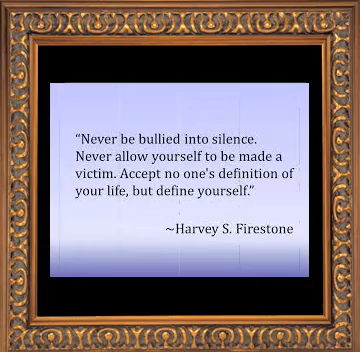 “Never be bullied into silence.
Never allow yourself to be made a
victim. Accept no one's definition of
your life, but define yourself.”
~Harvey S. Firestone